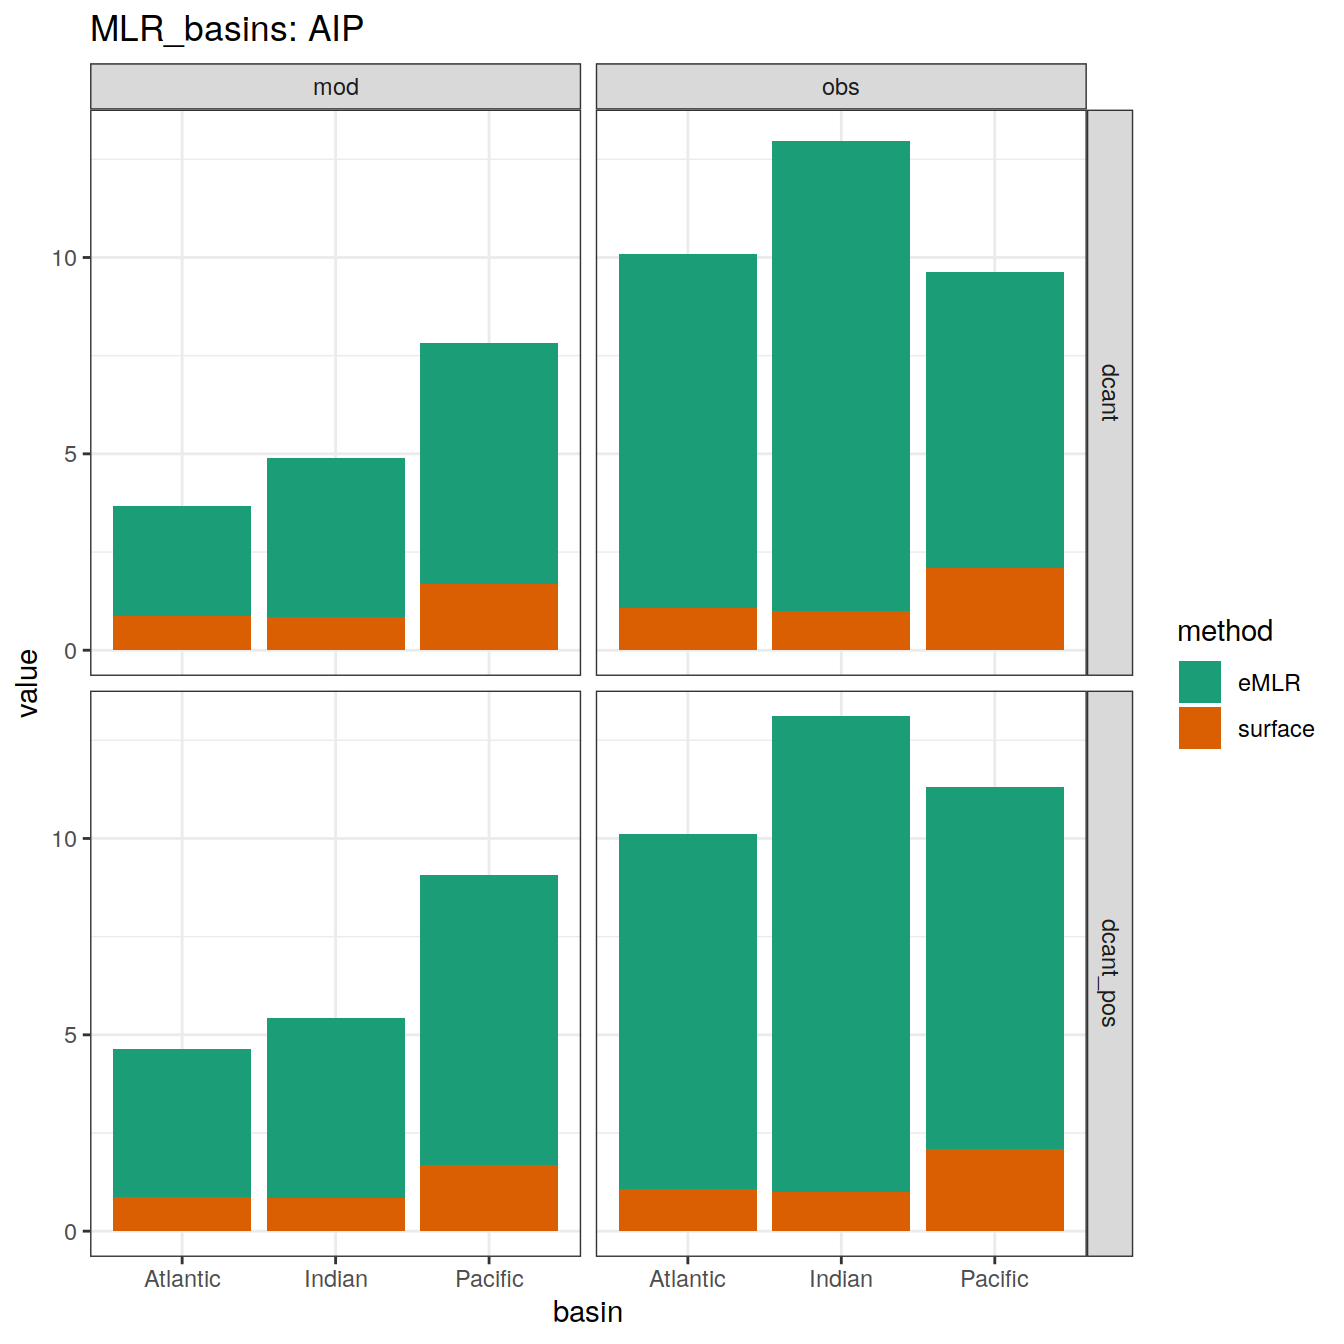 MLR_basins: AIP
mod
obs
10
5
0
dcant
10
5
0
dcant_pos
value
Atlantic
Indian
Pacific
Atlantic
Indian
Pacific
basin
method
eMLR
surface